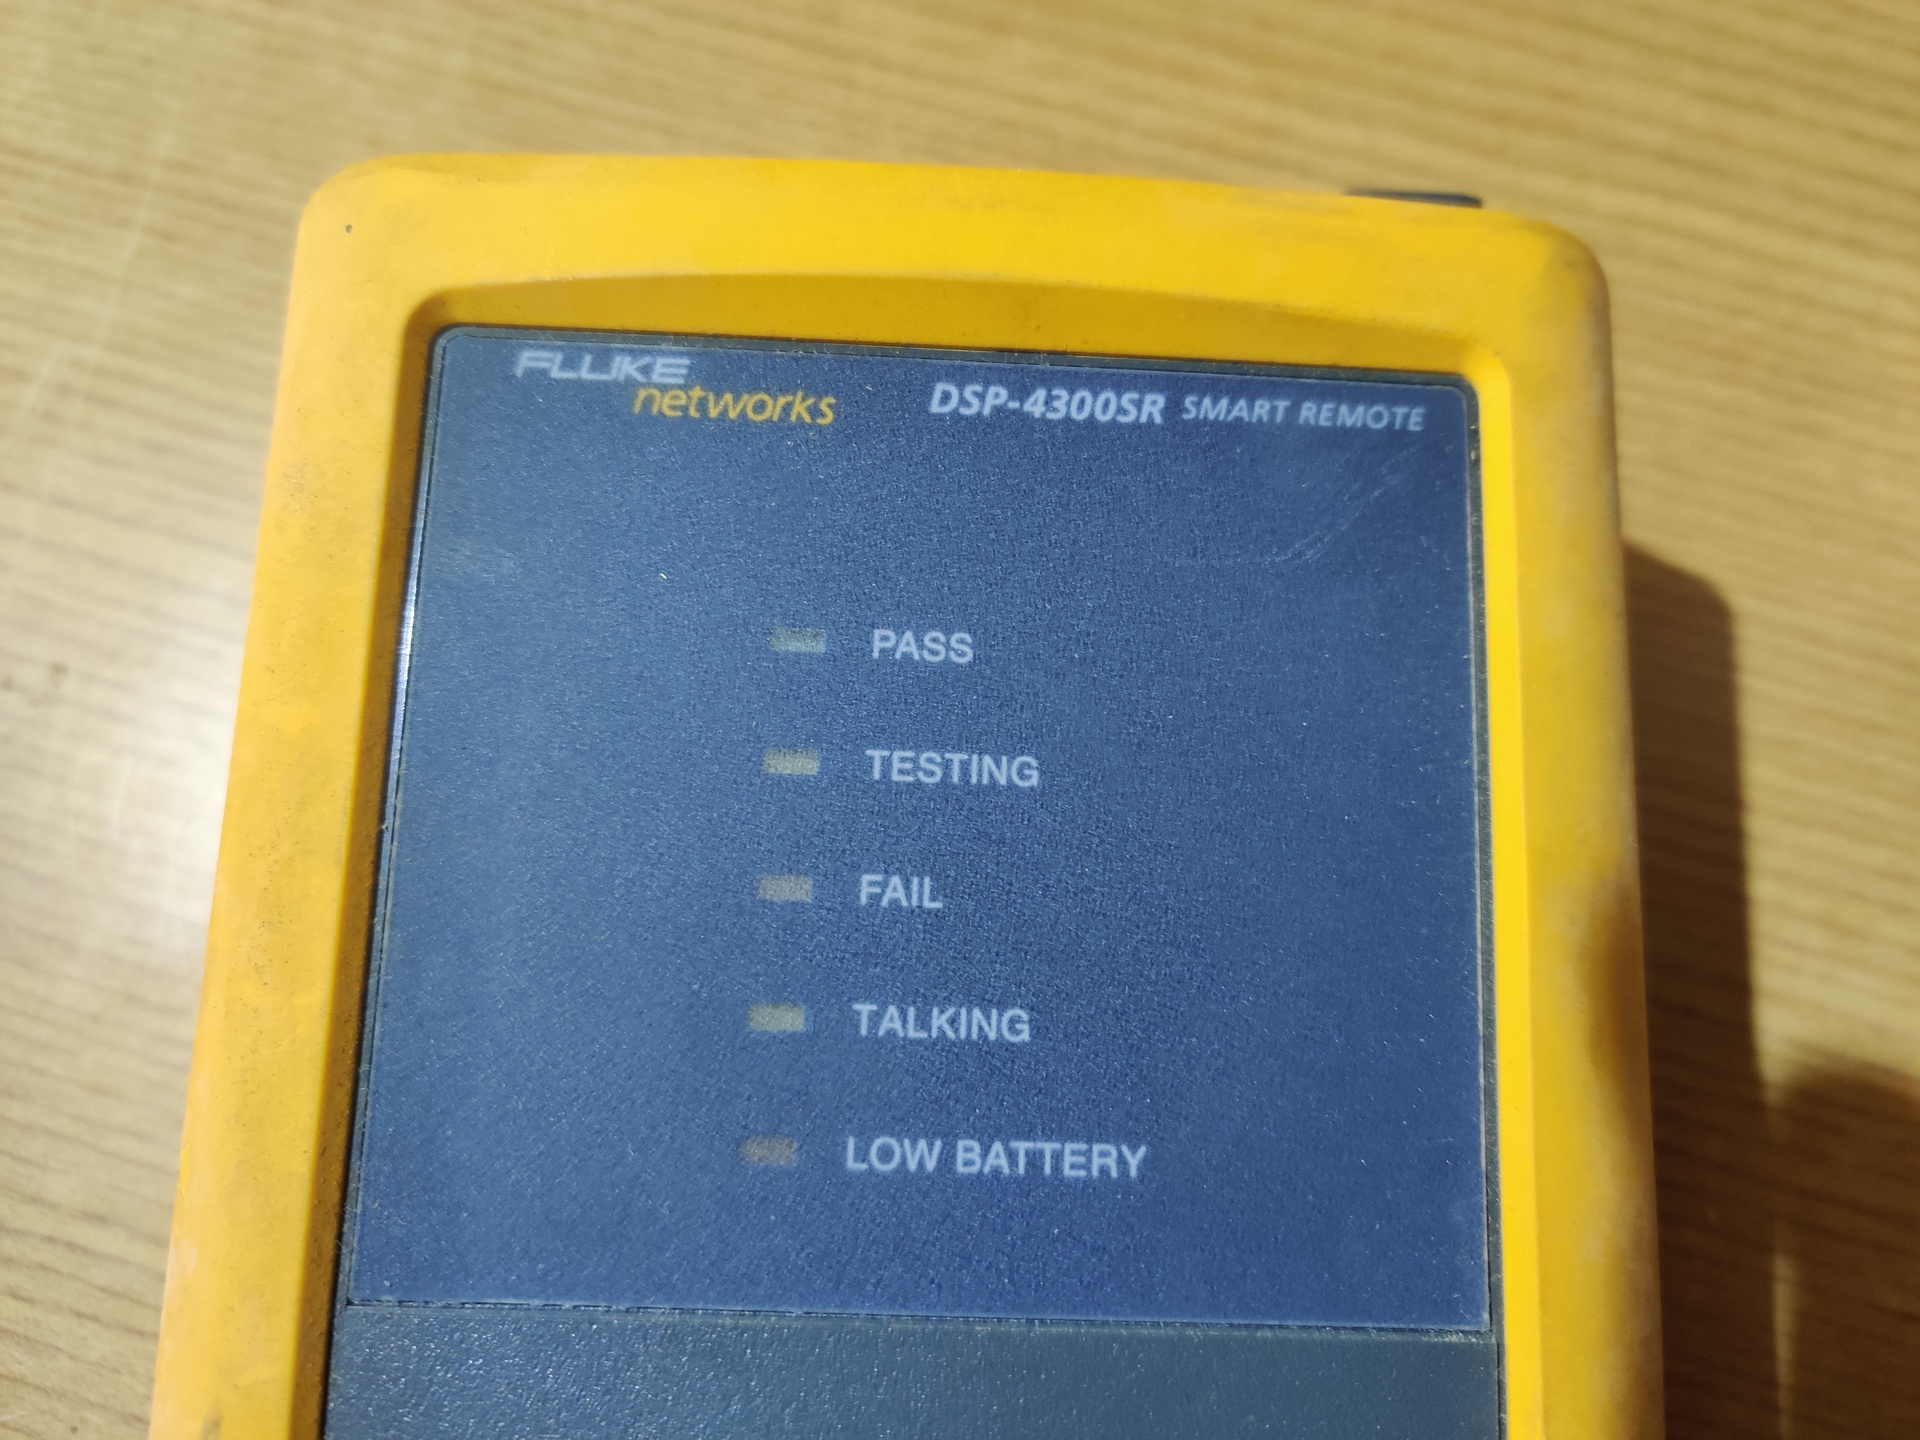 FLUKE
networks
DSP-4300SR SMART REMOTE
PASS
TESTING
FAIL
TALKING
LOW BATTERY